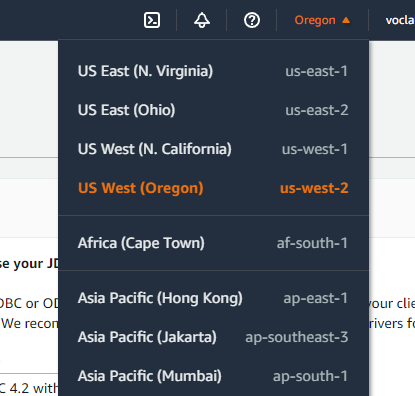 Oregon ▲ vocla
US East (N. Virginia) us-east-1
US East (Ohio) us-east-2
US West (N. California) us-west-1
US West (Oregon) us-west-2
Africa (Cape Town) af-south-1
se your JD
Asia Pacific (Hong Kong) ap-east-1
DBC or OD your clie
Asia Pacific (Jakarta) ap-southeast-3
We recom rivers fo
Asia Pacific (Mumbai) ap-south-1
C 4.2 with